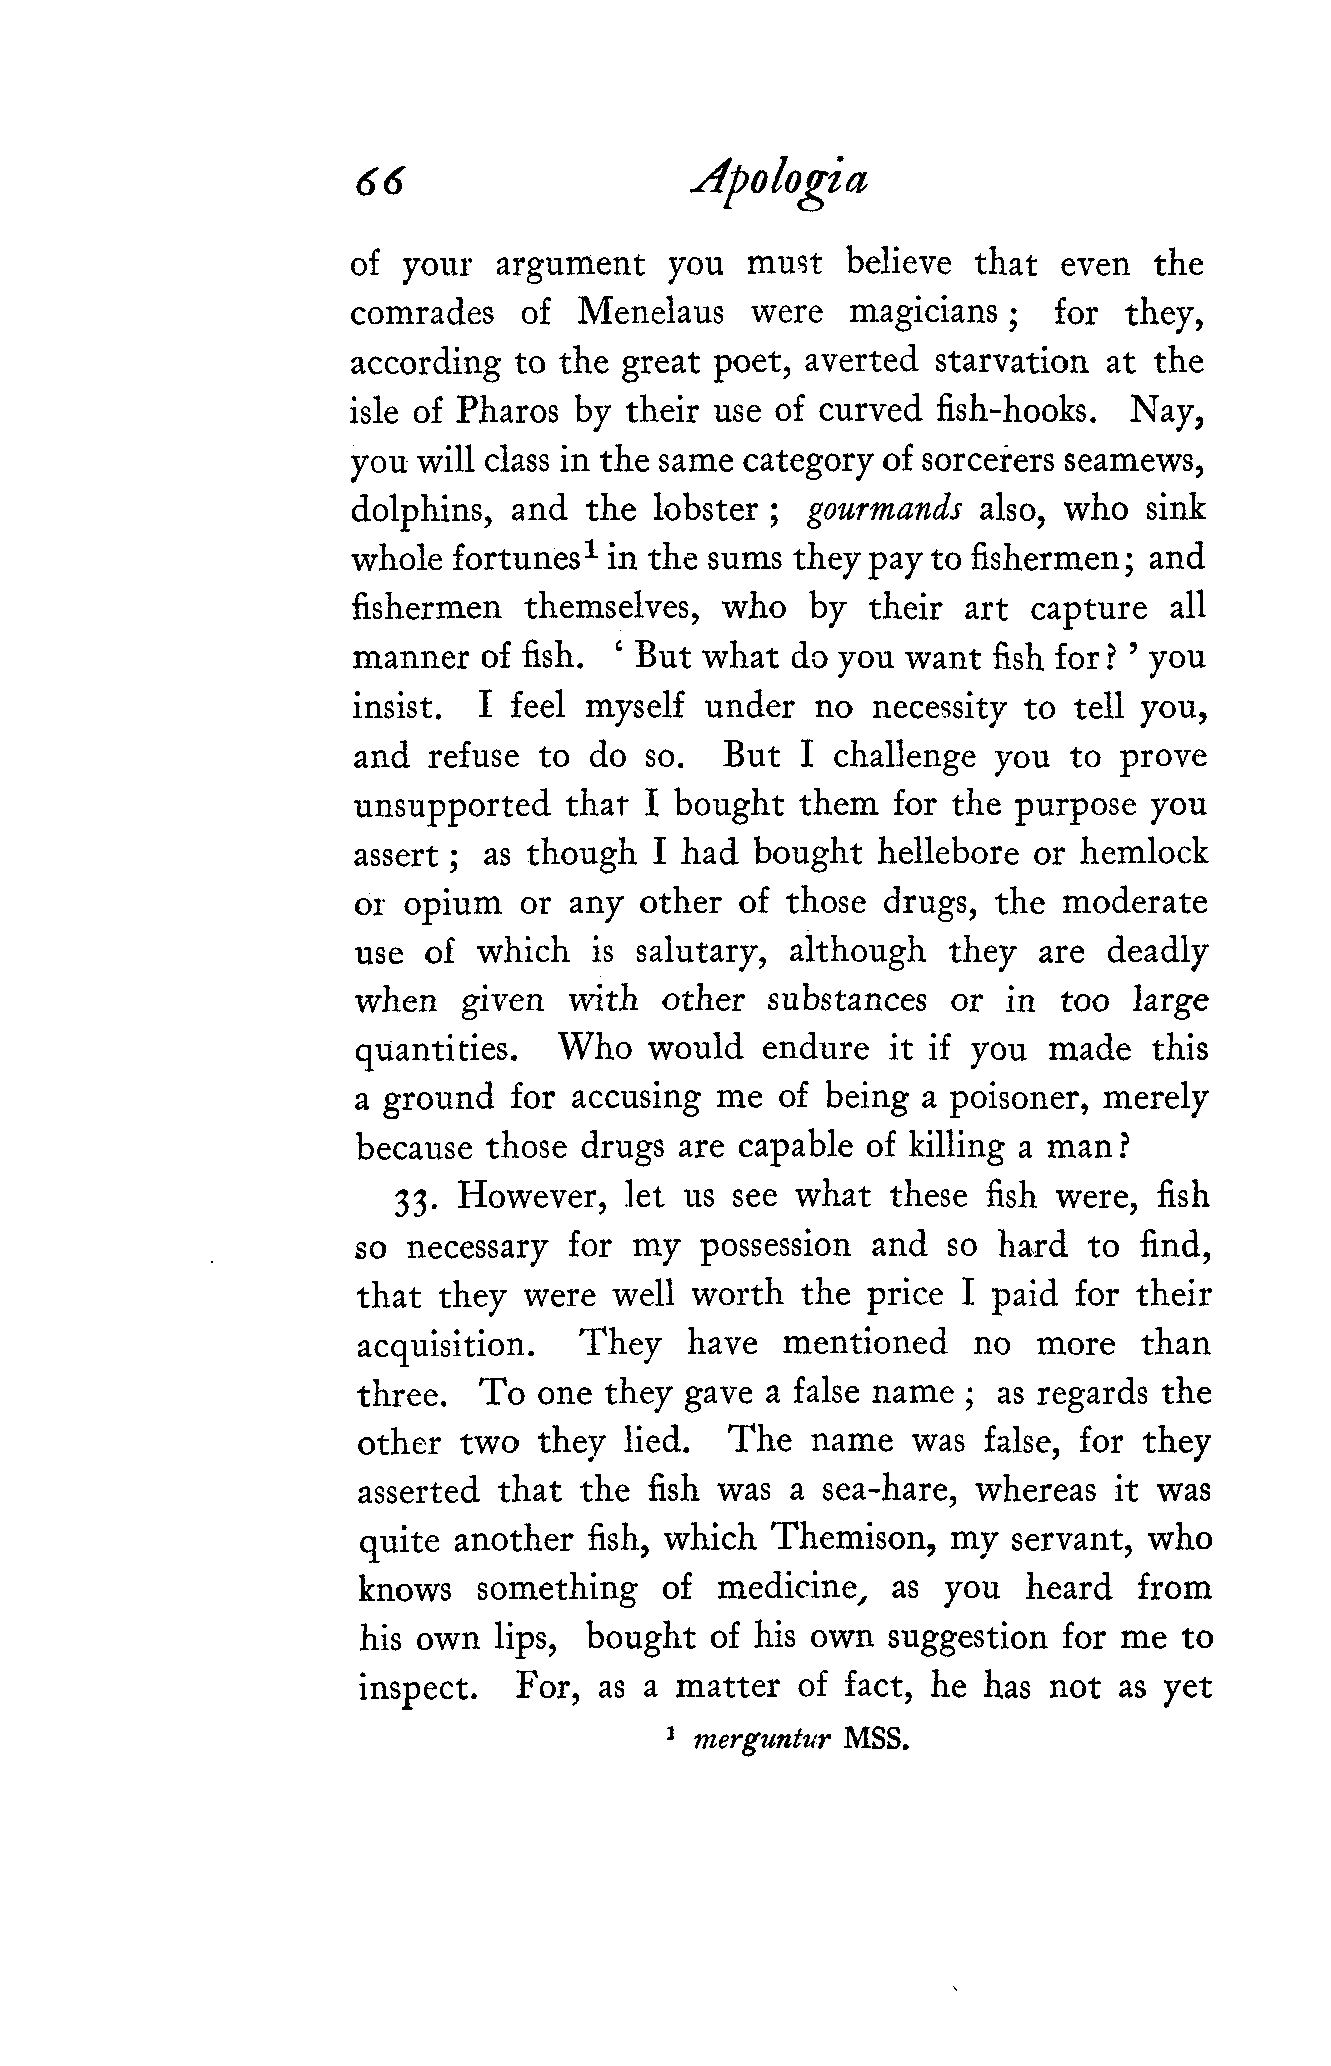 66 Apologia
of your argument you must believe that even the
comrades of Menelaus were magicians ; for they,
according to the great poet, averted starvation at the
isle of Pharos by their use of curved fish-hooks. Nay,
you will class in the same category of sorcerers seamews,
dolphins, and the lobster ; gourmands also, who sink
whole fortunes¹ in the sums they pay to fishermen; and
fishermen themselves, who by their art capture all
manner of fish. ‘ But what do you want fish for? ’ you
insist. I feel myself under no necessity to tell you,
and refuse to do so. But I challenge you to prove
unsupported that I bought them for the purpose you
assert ; as though I had bought hellebore or hemlock
or opium or any other of those drugs, the moderate
use of which is salutary, although they are deadly
when given with other substances or in too large
quantities. Who would endure it if you made this
a ground for accusing me of being a poisoner, merely
because those drugs are capable of killing a man?
33. However, let us see what these fish were, fish
so necessary for my possession and so hard to find,
that they were well worth the price I paid for their
acquisition. They have mentioned no more than
three. To one they gave a false name ; as regards the
other two they lied. The name was false, for they
asserted that the fish was a sea-hare, whereas it was
quite another fish, which Themison, my servant, who
knows something of medicine, as you heard from
his own lips, bought of his own suggestion for me to
inspect. For, as a matter of fact, he has not as yet
¹ merguntur MSS.